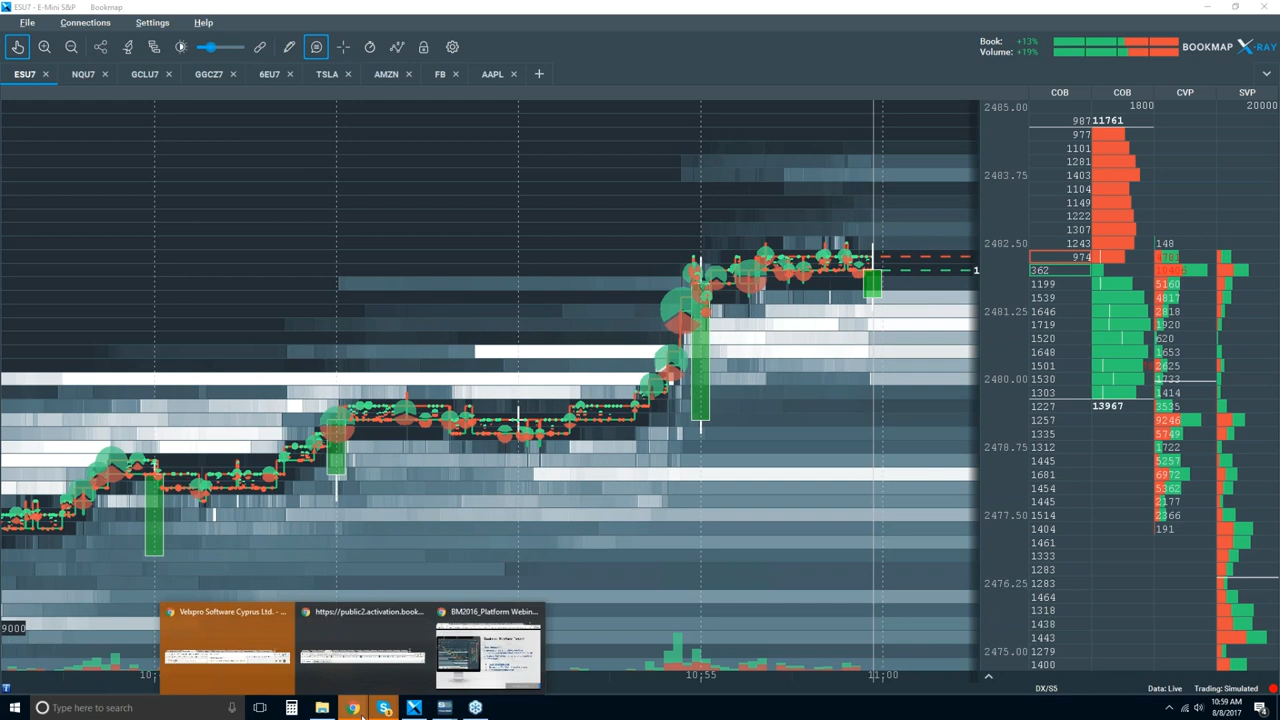 ESU7 - E-Mini S&P Bookmap
File Connections Settings Help
Book: +13%
Volume: +19%
BOOKMAP X-RAY
ESU7 NQU7 GCLU7 GGCZ7 6EU7 TSLA AMZN FB AAPL
COB COB CVP SVP
1800 20000
2485.00
987 11761
977
1101
1281
1403 2483.75
1104
1149
1222
1307
1243 2482.50 148
974
362 10406
1199 5160
1539 4817
1646 2481.25 2818
1719 1920
1520 620
1648 1653
1501 2625
1530 2480.00 1733
1303 1414
1227 13967 3535
1257 9246
1335 5749
1312 2478.75 1722
1445 5257
1681 6972
1454 5362
1445 2177
1514 2477.50 2366
1404 191
1461
1333
1283
1283 2476.25
1464
1318
1438
1443
1279 2475.00
1400
9000
Velxpro Software Cyprus Ltd. - ...
https://public2.activation.book...
BM2016_Platform Webin...
10:55 11:00
DX/S5 Data: Live Trading: Simulated
Type here to search
10:59 AM
8/8/2017